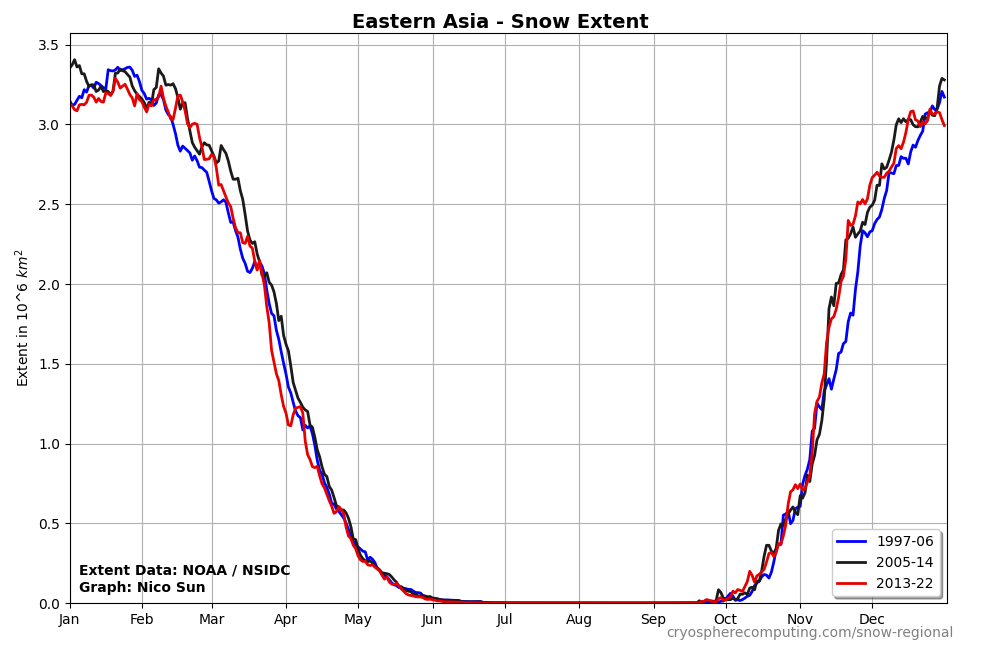 Eastern Asia - Snow Extent
Extent in 10^6 km²
3.5
3.0
2.5
2.0
1.5
1.0
0.5
0.0
Jan Feb Mar Apr May Jun Jul Aug Sep Oct Nov Dec
1997-06
2005-14
2013-22
Extent Data: NOAA / NSIDC
Graph: Nico Sun
cryospherecomputing.com/snow-regional